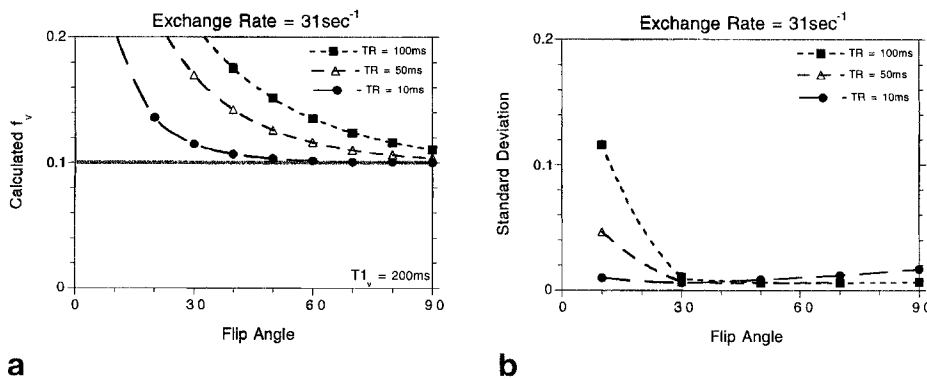 Exchange Rate = 31sec⁻¹
0.2
0.1
0
Calculated fᵥ
TR = 100ms
TR = 50ms
TR = 10ms
T1ᵥ = 200ms
0 30 60 90
Flip Angle
a
Exchange Rate = 31sec⁻¹
0.2
0.1
0
Standard Deviation
TR = 100ms
TR = 50ms
TR = 10ms
0 30 60 90
Flip Angle
b